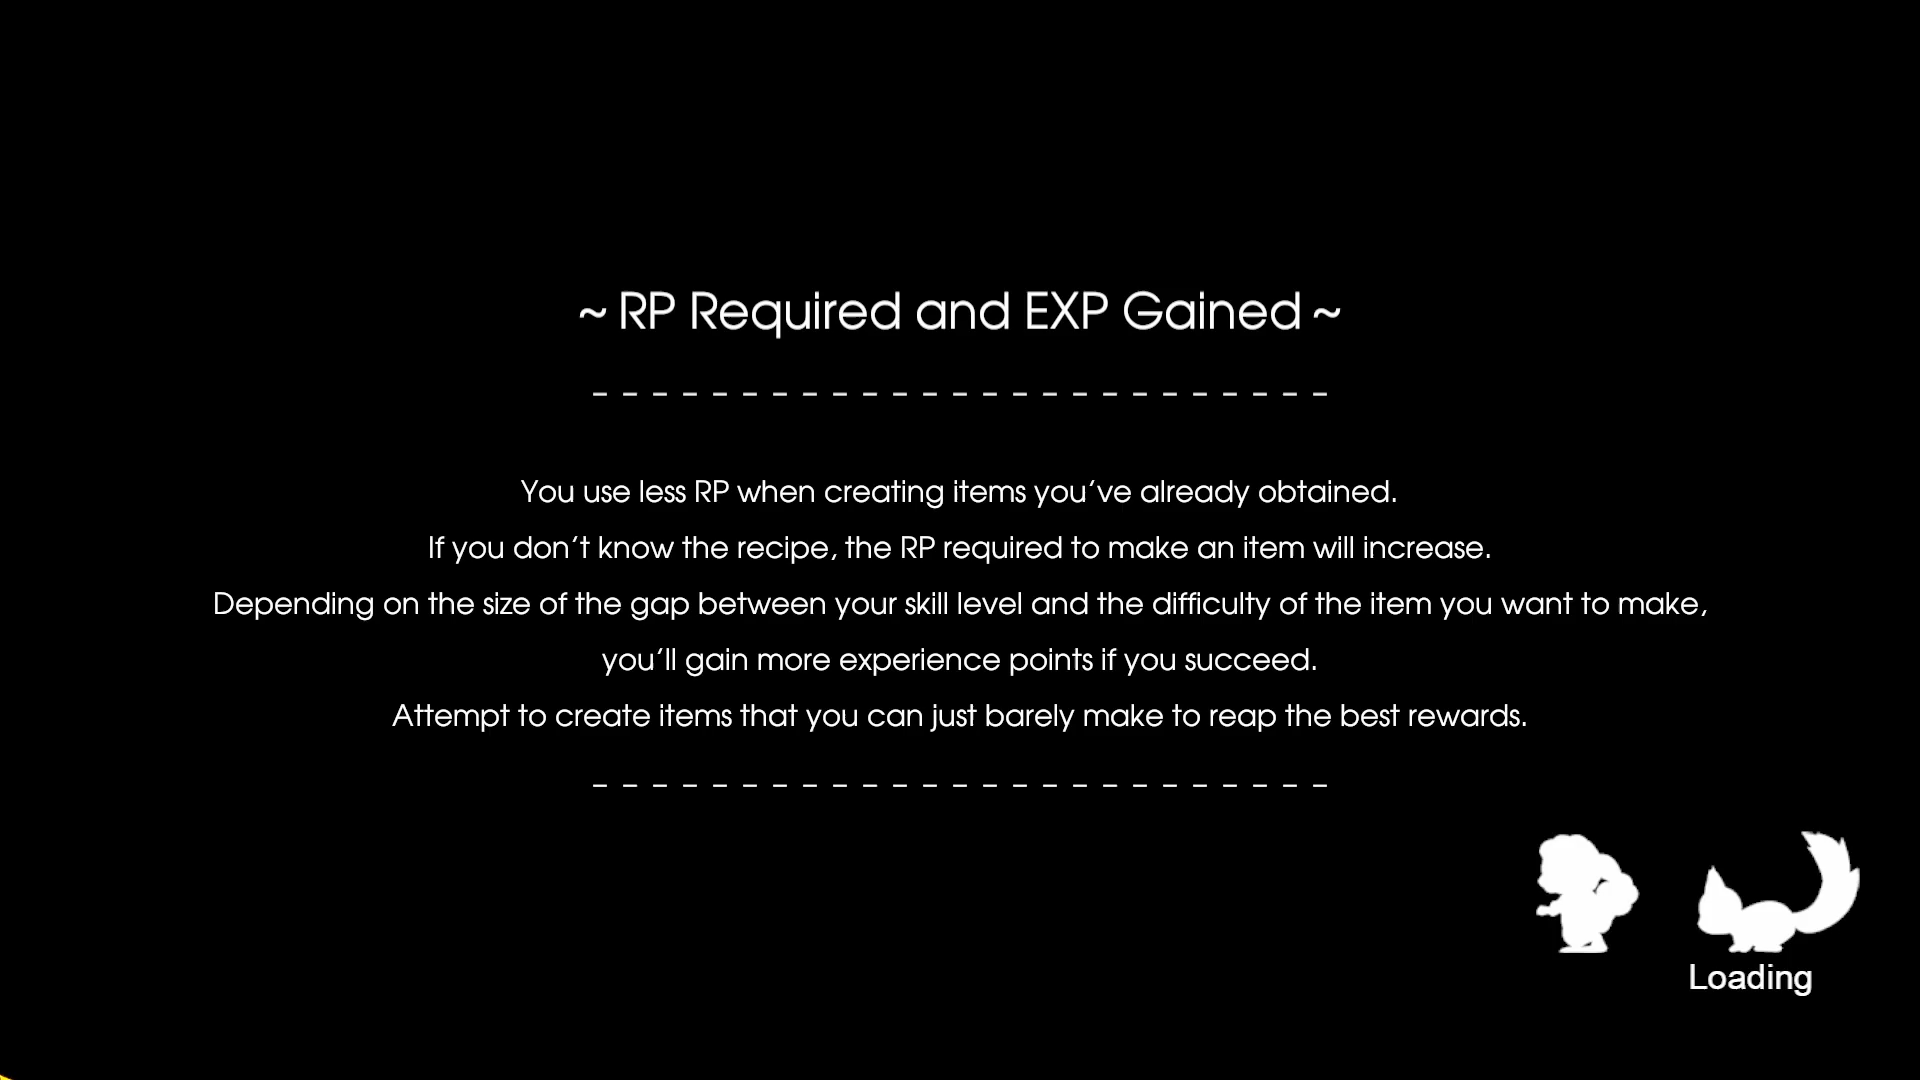 ~ RP Required and EXP Gained ~
- - - - - - - - - - - - - - - - - - - - - - - - -
You use less RP when creating items you’ve already obtained.
If you don’t know the recipe, the RP required to make an item will increase.
Depending on the size of the gap between your skill level and the difficulty of the item you want to make,
you’ll gain more experience points if you succeed.
Attempt to create items that you can just barely make to reap the best rewards.
- - - - - - - - - - - - - - - - - - - - - - - - -
Loading